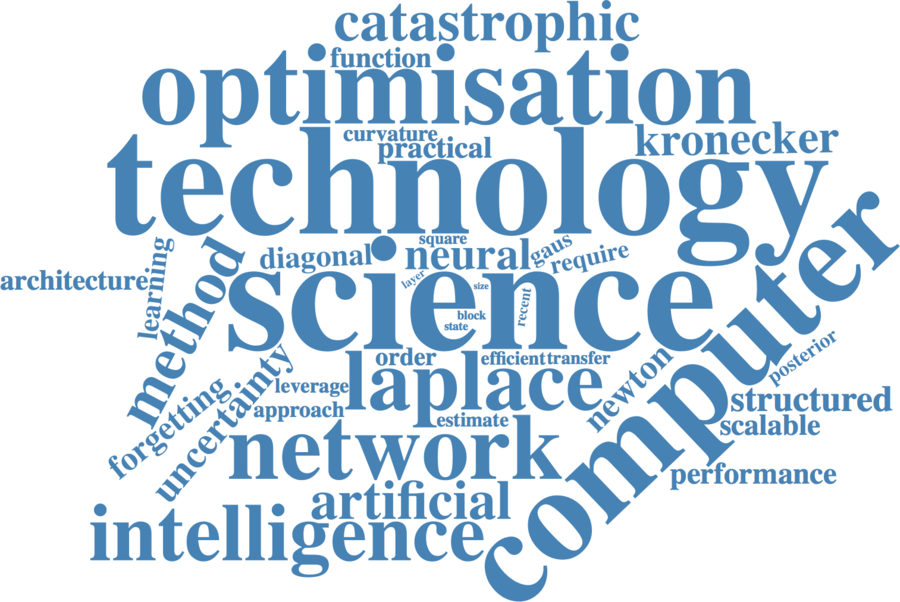 catastrophic
function
optimisation
curvature
kronecker
practical
technology
square
learning
diagonal
neural
gaus
require
architecture
method
layer
size
science
recent
block
state
computer
order
efficient
transfer
posterior
leverage
laplace
newton
forgetting
uncertainty
approach
structured
estimate
scalable
network
performance
artificial
intelligence